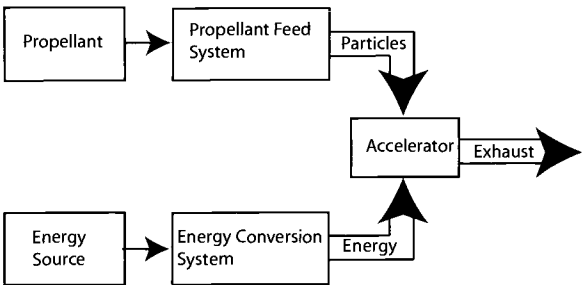 Propellant
Propellant Feed
System
Particles
Accelerator
Exhaust
Energy
Source
Energy Conversion
System
Energy